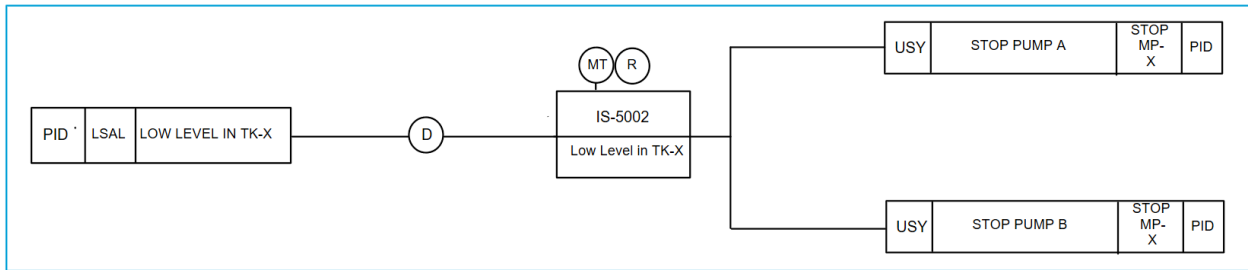 PID
LSAL
LOW LEVEL IN TK-X
D
MT
R
IS-5002
Low Level in TK-X
USY
STOP PUMP A
STOP
MP-
X
PID
USY
STOP PUMP B
STOP
MP-
X
PID